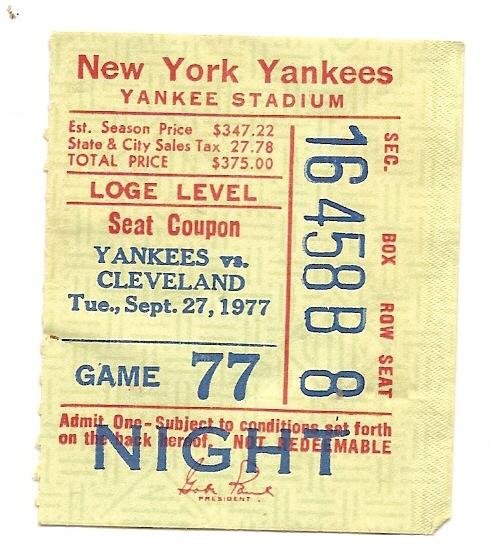 New York Yankees
YANKEE STADIUM
Est. Season Price $347.22
State & City Sales Tax 27.78
TOTAL PRICE $375.00
LOGE LEVEL
Seat Coupon
YANKEES vs.
CLEVELAND
Tue., Sept. 27, 1977
GAME 77
SEC. BOX ROW SEAT
16 458 B 8
Admit One-Subject to conditions set forth
on the back hereof. NOT REDEEMABLE
NIGHT
Gabe Paul
PRESIDENT